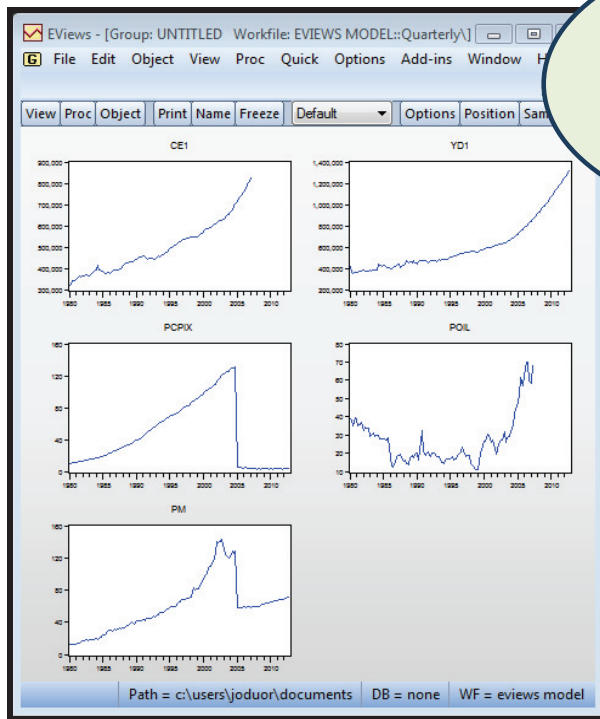 EViews - [Group: UNTITLED Workfile: EVIEWS MODEL::Quarterly\]
G File Edit Object View Proc Quick Options Add-ins Window H
View Proc Object Print Name Freeze Default Options Position Sam
CE1
900,000
800,000
700,000
600,000
500,000
400,000
300,000
1980 1985 1990 1995 2000 2005 2010
YD1
1,400,000
1,200,000
1,000,000
800,000
600,000
400,000
200,000
1980 1985 1990 1995 2000 2005 2010
PCPIX
160
120
80
40
0
1980 1985 1990 1995 2000 2005 2010
POIL
80
70
60
50
40
30
20
10
1980 1985 1990 1995 2000 2005 2010
PM
160
120
80
40
0
1980 1985 1990 1995 2000 2005 2010
Path = c:\users\joduor\documents DB = none WF = eviews model